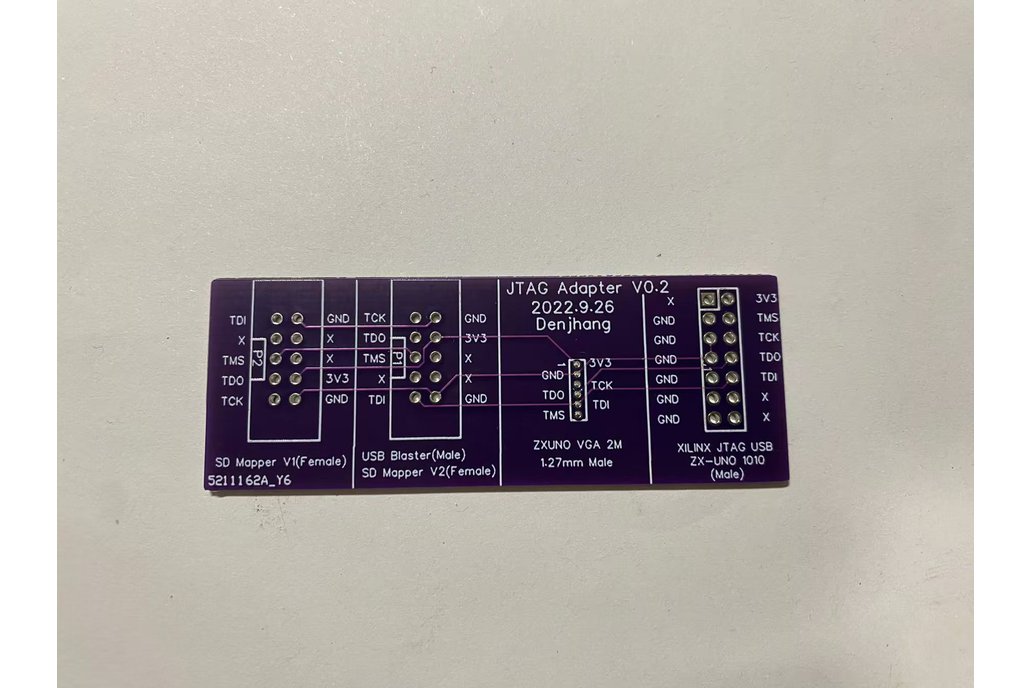 JTAG Adapter V0.2
2022.9.26
Denjhang
TDI GND
X X
TMS X
TDO 3V3
TCK GND
P2
SD Mapper V1(Female)
5211162A_Y6
TCK GND
TDO 3V3
TMS X
X X
TDI GND
P1
USB Blaster(Male)
SD Mapper V2(Female)
1 3V3
GND
TCK
TDO
TDI
TMS
ZXUNO VGA 2M
1.27mm Male
X 3V3
GND TMS
GND TCK
GND TDO
GND TDI
GND X
GND X
XILINX JTAG USB
ZX-UNO 1010
(Male)